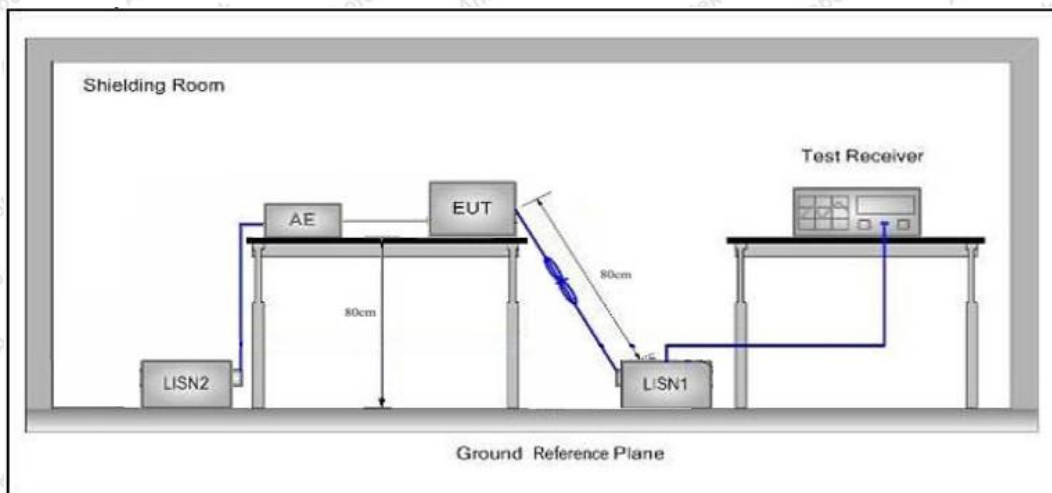 Shielding Room
Test Receiver
AE
EUT
80cm
80cm
LISN2
LISN1
Ground Reference Plane